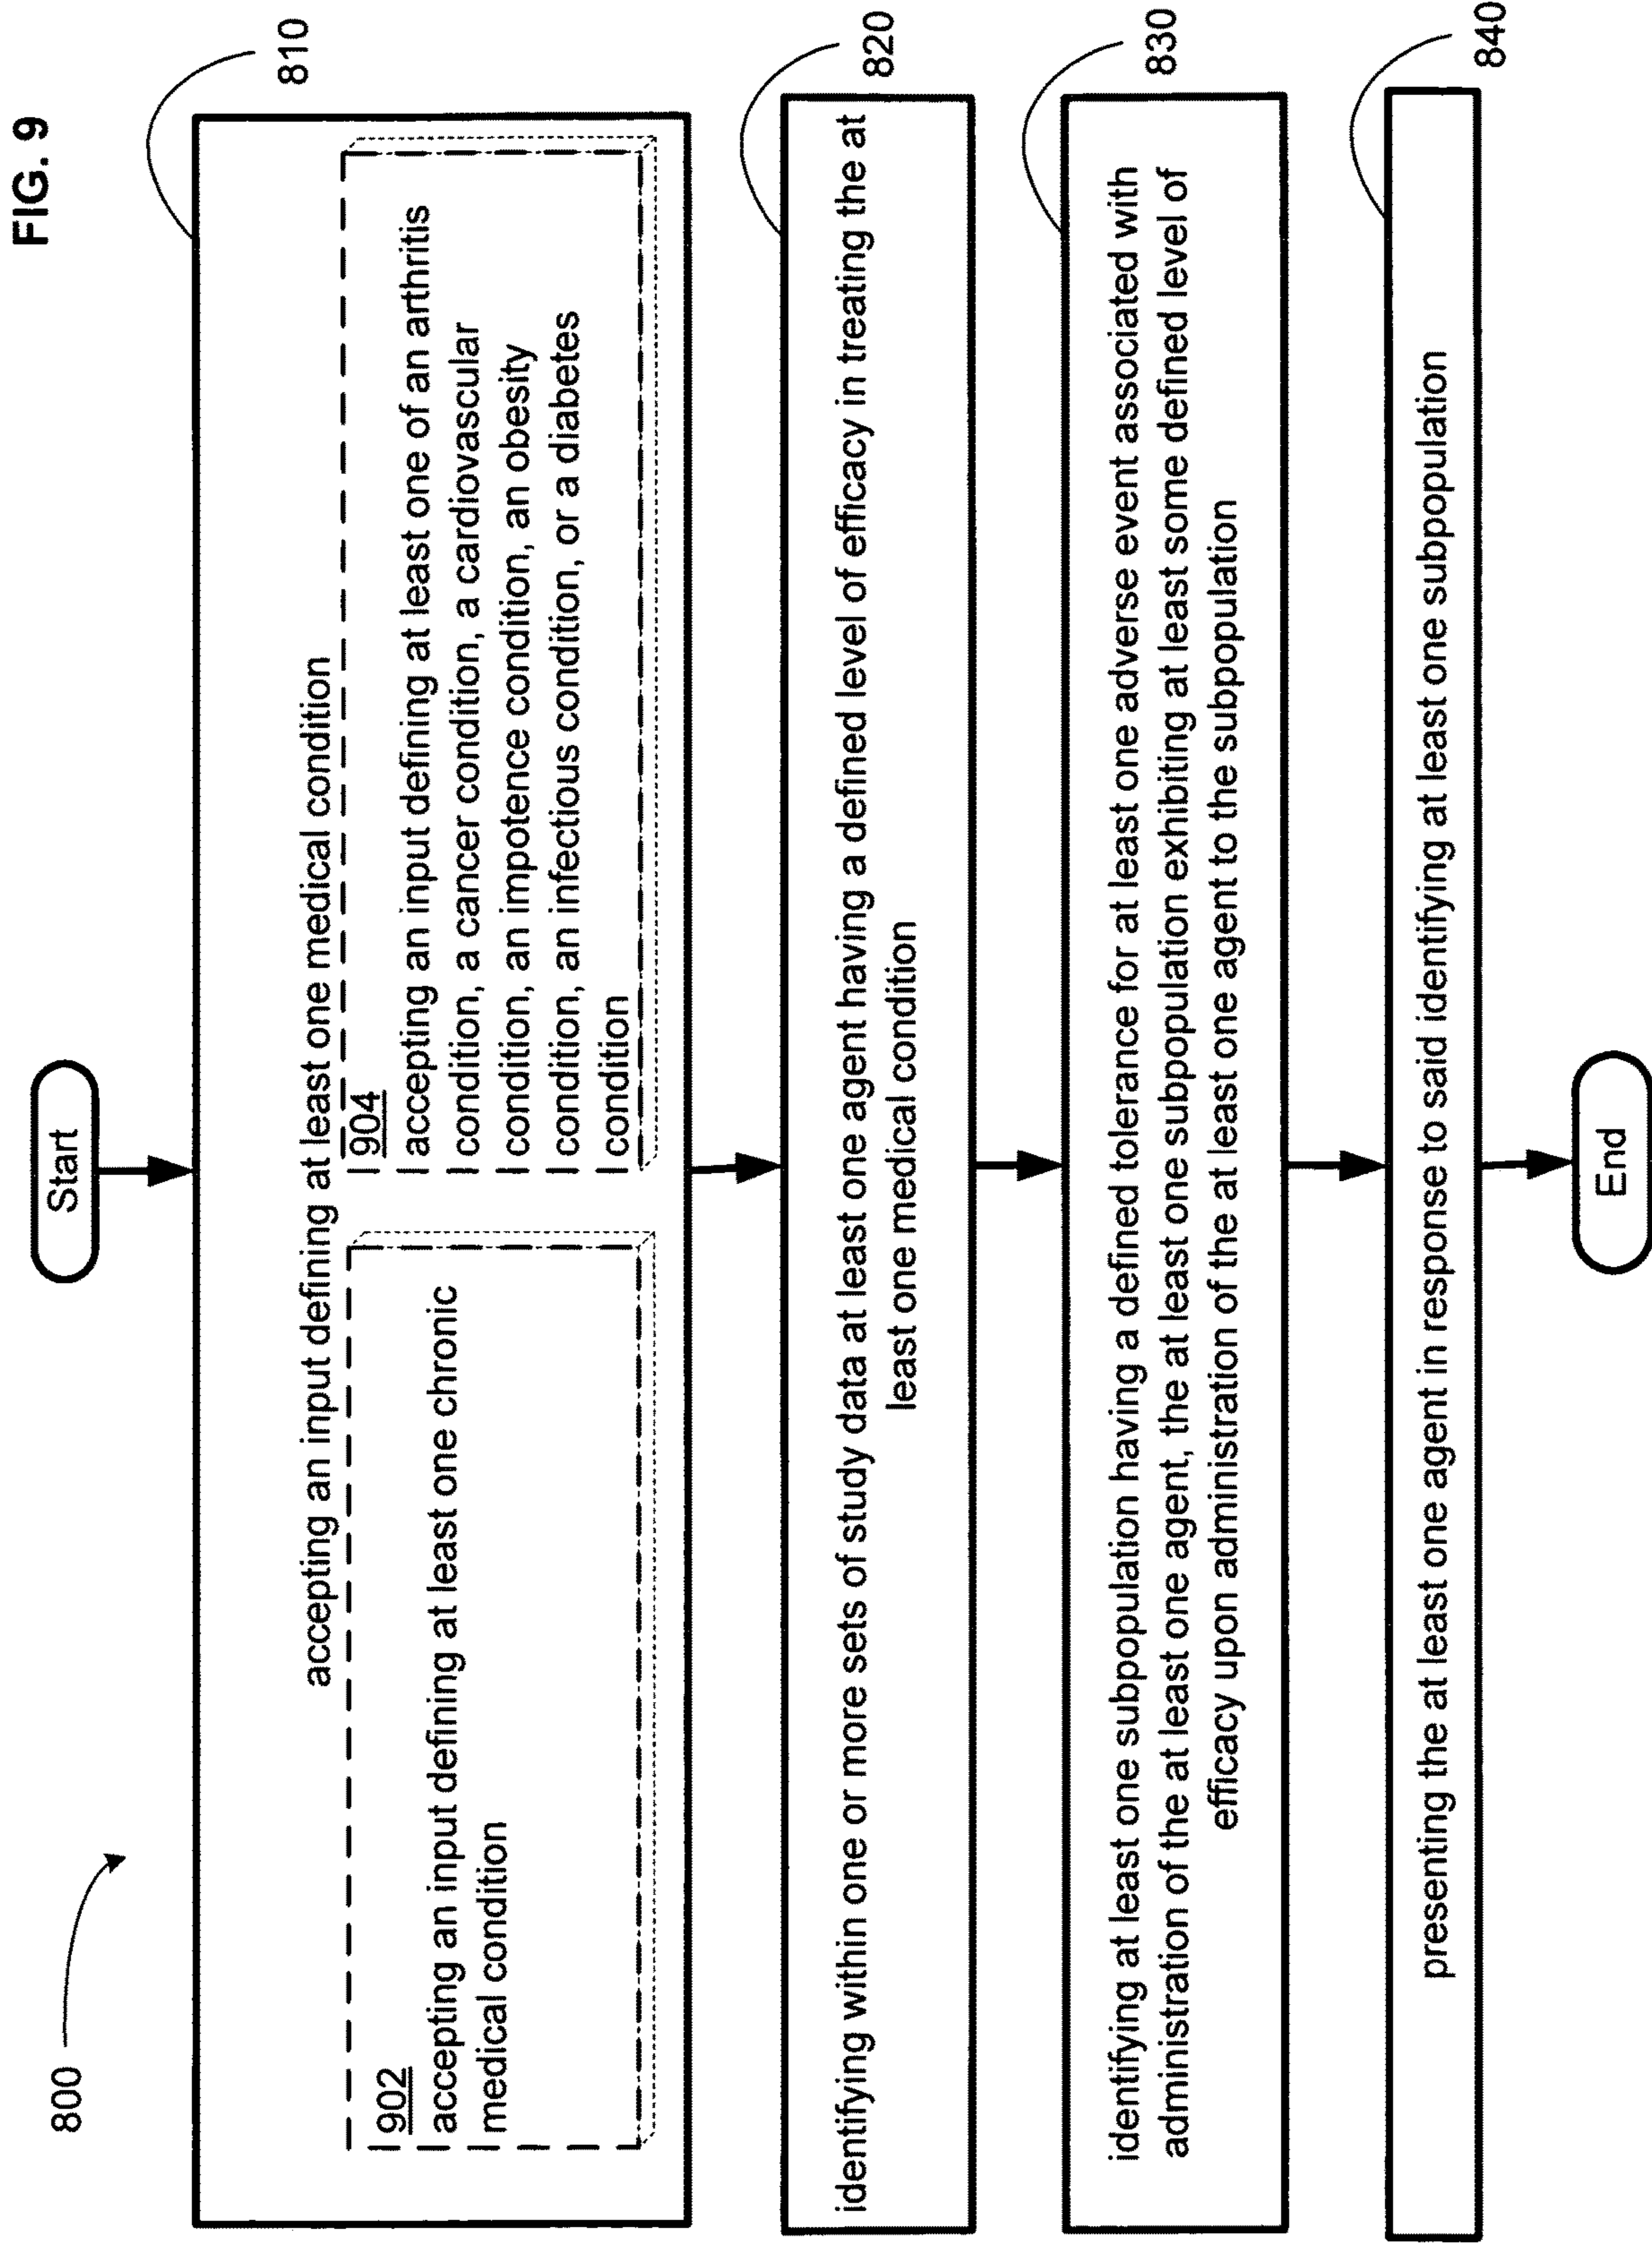 FIG. 9
800
Start
810
accepting an input defining at least one medical condition
902
accepting an input defining at least one chronic
medical condition
904
accepting an input defining at least one of an arthritis
condition, a cancer condition, a cardiovascular
condition, an impotence condition, an obesity
condition, an infectious condition, or a diabetes
condition
820
identifying within one or more sets of study data at least one agent having a defined level of efficacy in treating the at
least one medical condition
830
identifying at least one subpopulation having a defined tolerance for at least one adverse event associated with
administration of the at least one agent, the at least one subpopulation exhibiting at least some defined level of
efficacy upon administration of the at least one agent to the subpopulation
840
presenting the at least one agent in response to said identifying at least one subpopulation
End